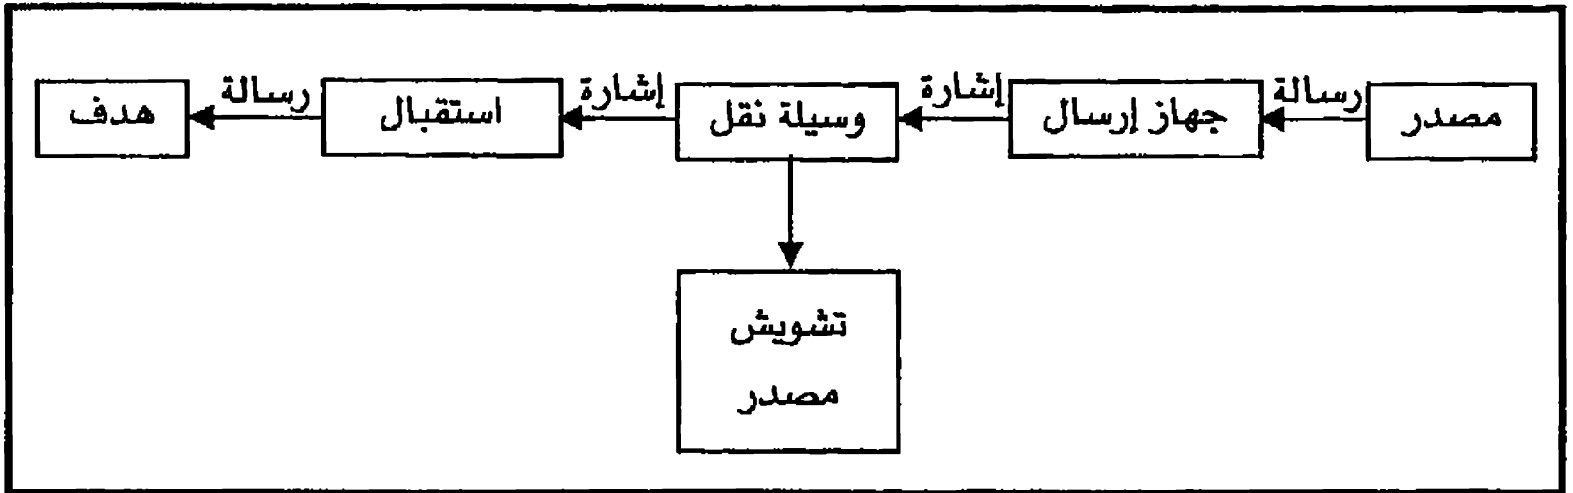 مصدر
رسالة
جهاز إرسال
إشارة
وسيلة نقل
إشارة
استقبال
رسالة
هدف
تشويش
مصدر